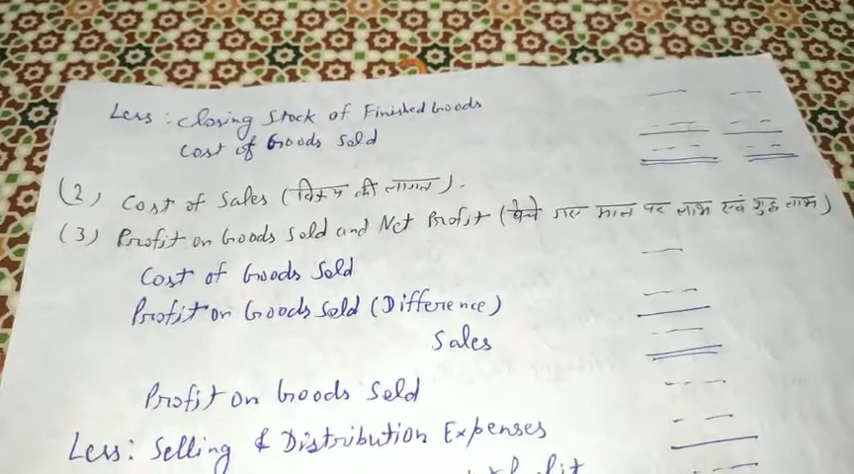 Less: Closing Stock of Finished Goods
Cost of Goods Sold
(2) Cost of Sales (विक्रय की लागत).
(3) Profit on Goods Sold and Net Profit (बेचे गए माल पर लाभ एवं शुद्ध लाभ)
Cost of Goods Sold
Profit on Goods Sold (Difference)
Sales
Profit on Goods Sold
Less: Selling & Distribution Expenses